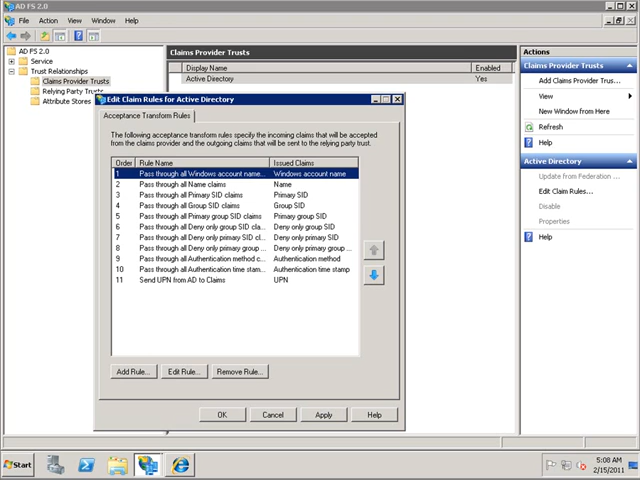 AD FS 2.0
File Action View Window Help
AD FS 2.0
Service
Trust Relationships
Claims Provider Trusts
Relying Party Trusts
Attribute Stores
Claims Provider Trusts
Display Name Enabled
Active Directory Yes
Edit Claim Rules for Active Directory
Acceptance Transform Rules
The following acceptance transform rules specify the incoming claims that will be accepted
from the claims provider and the outgoing claims that will be sent to the relying party trust.
Order Rule Name Issued Claims
1 Pass through all Windows account name... Windows account name
2 Pass through all Name claims Name
3 Pass through all Primary SID claims Primary SID
4 Pass through all Group SID claims Group SID
5 Pass through all Primary group SID claims Primary group SID
6 Pass through all Deny only group SID cla... Deny only group SID
7 Pass through all Deny only primary SID cl... Deny only primary SID
8 Pass through all Deny only primary group ... Deny only primary group ...
9 Pass through all Authentication method c... Authentication method
10 Pass through all Authentication time stam... Authentication time stamp
11 Send UPN from AD to Claims UPN
Add Rule... Edit Rule... Remove Rule...
OK Cancel Apply Help
Actions
Claims Provider Trusts
Add Claims Provider Trus...
View
New Window from Here
Refresh
Help
Active Directory
Update from Federation ...
Edit Claim Rules...
Disable
Properties
Help
Start
5:08 AM
2/15/2011